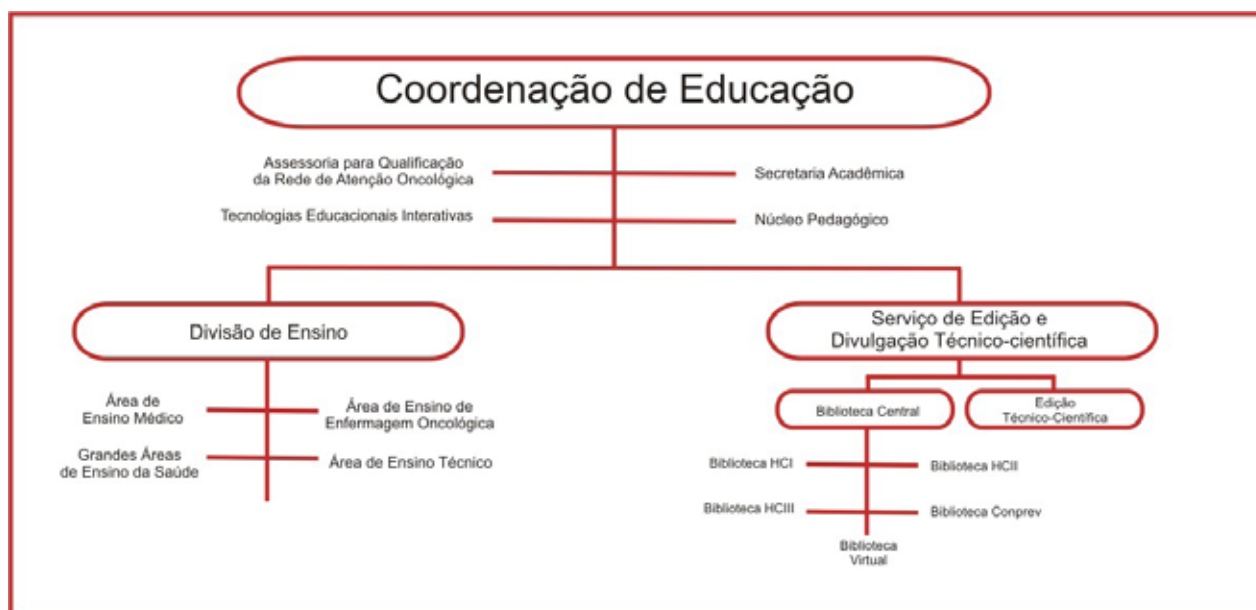 Coordenação de Educação
Assessoria para Qualificação
da Rede de Atenção Oncológica
Secretaria Acadêmica
Tecnologias Educacionais Interativas
Núcleo Pedagógico
Divisão de Ensino
Área de
Ensino Médico
Área de Ensino de
Enfermagem Oncológica
Grandes Áreas
de Ensino da Saúde
Área de Ensino Técnico
Serviço de Edição e
Divulgação Técnico-científica
Biblioteca Central
Edição
Técnico-Científica
Biblioteca HCI
Biblioteca HCII
Biblioteca HCIII
Biblioteca Conprev
Biblioteca
Virtual